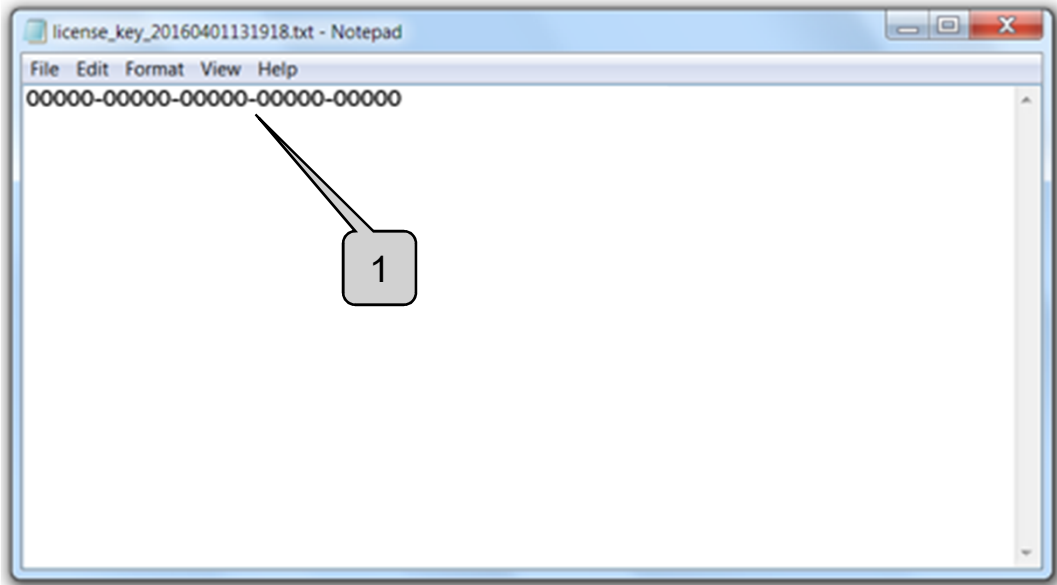 license_key_20160401131918.txt - Notepad
File Edit Format View Help
00000-00000-00000-00000-00000
1